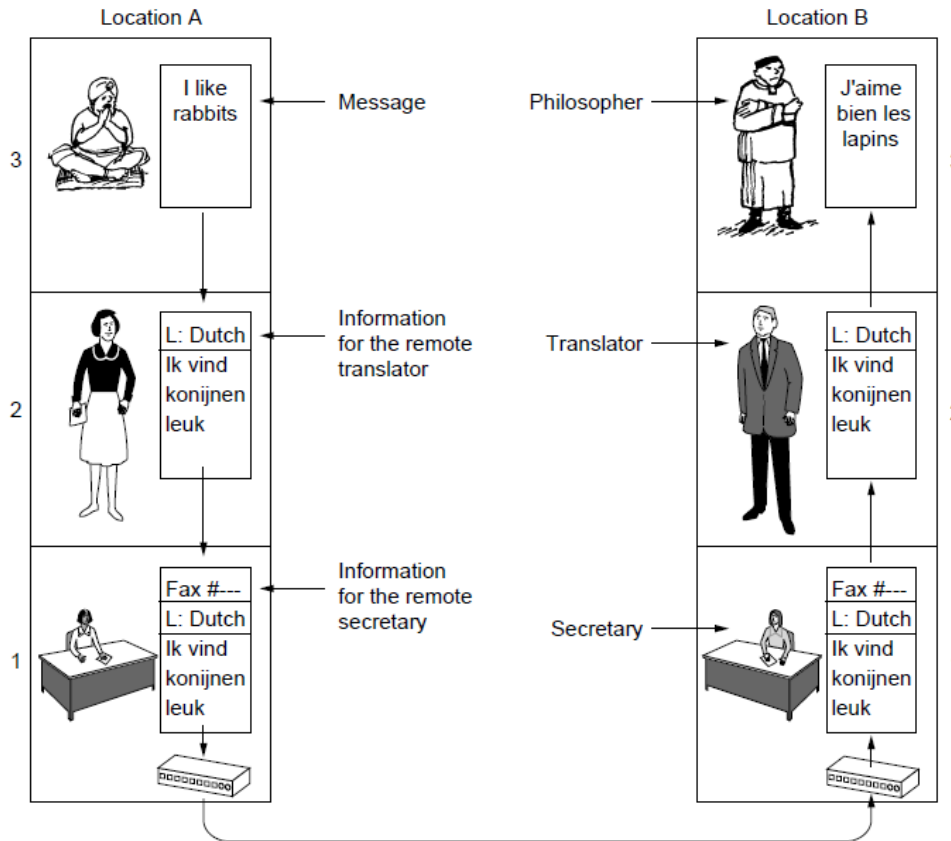 Location A
Location B
3
I like
rabbits
Message
Philosopher
J'aime
bien les
lapins
2
L: Dutch
Ik vind
konijnen
leuk
Information
for the remote
translator
Translator
L: Dutch
Ik vind
konijnen
leuk
1
Fax #---
L: Dutch
Ik vind
konijnen
leuk
Information
for the remote
secretary
Secretary
Fax #---
L: Dutch
Ik vind
konijnen
leuk